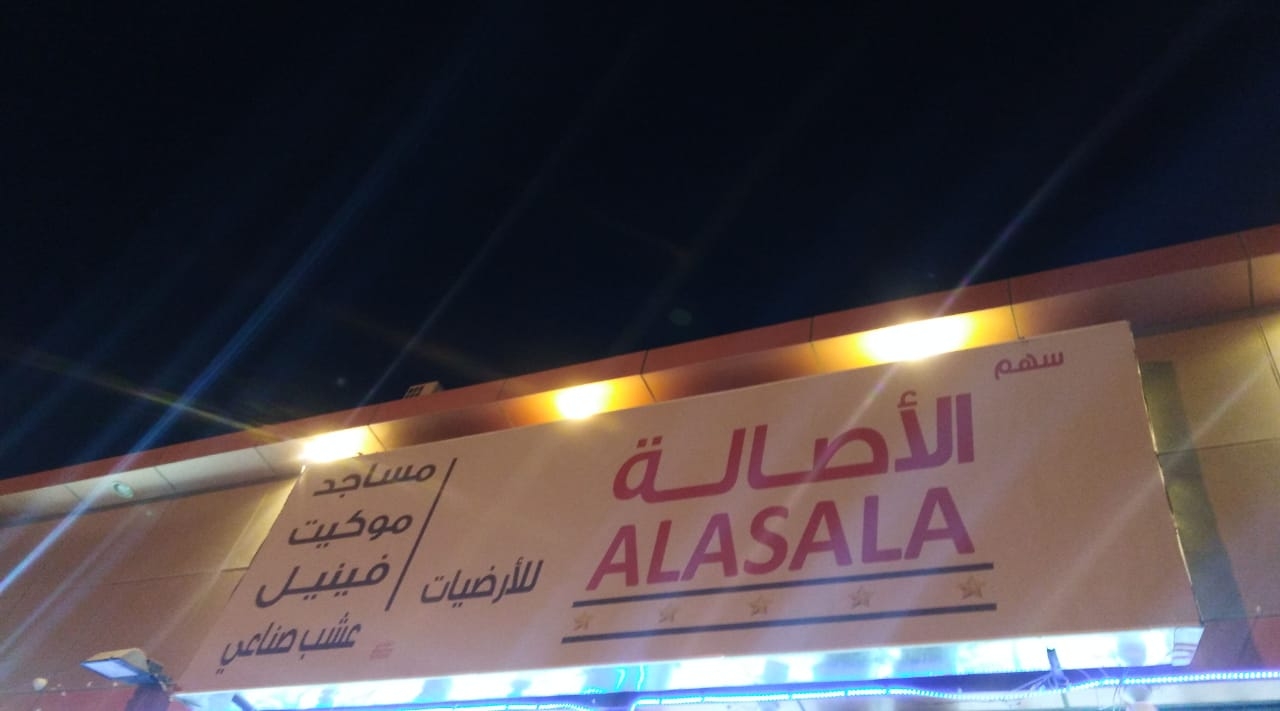 سهم
الأصالة
ALASALA
للأرضيات
مساجد
موكيت
فينيل
عشب صناعي